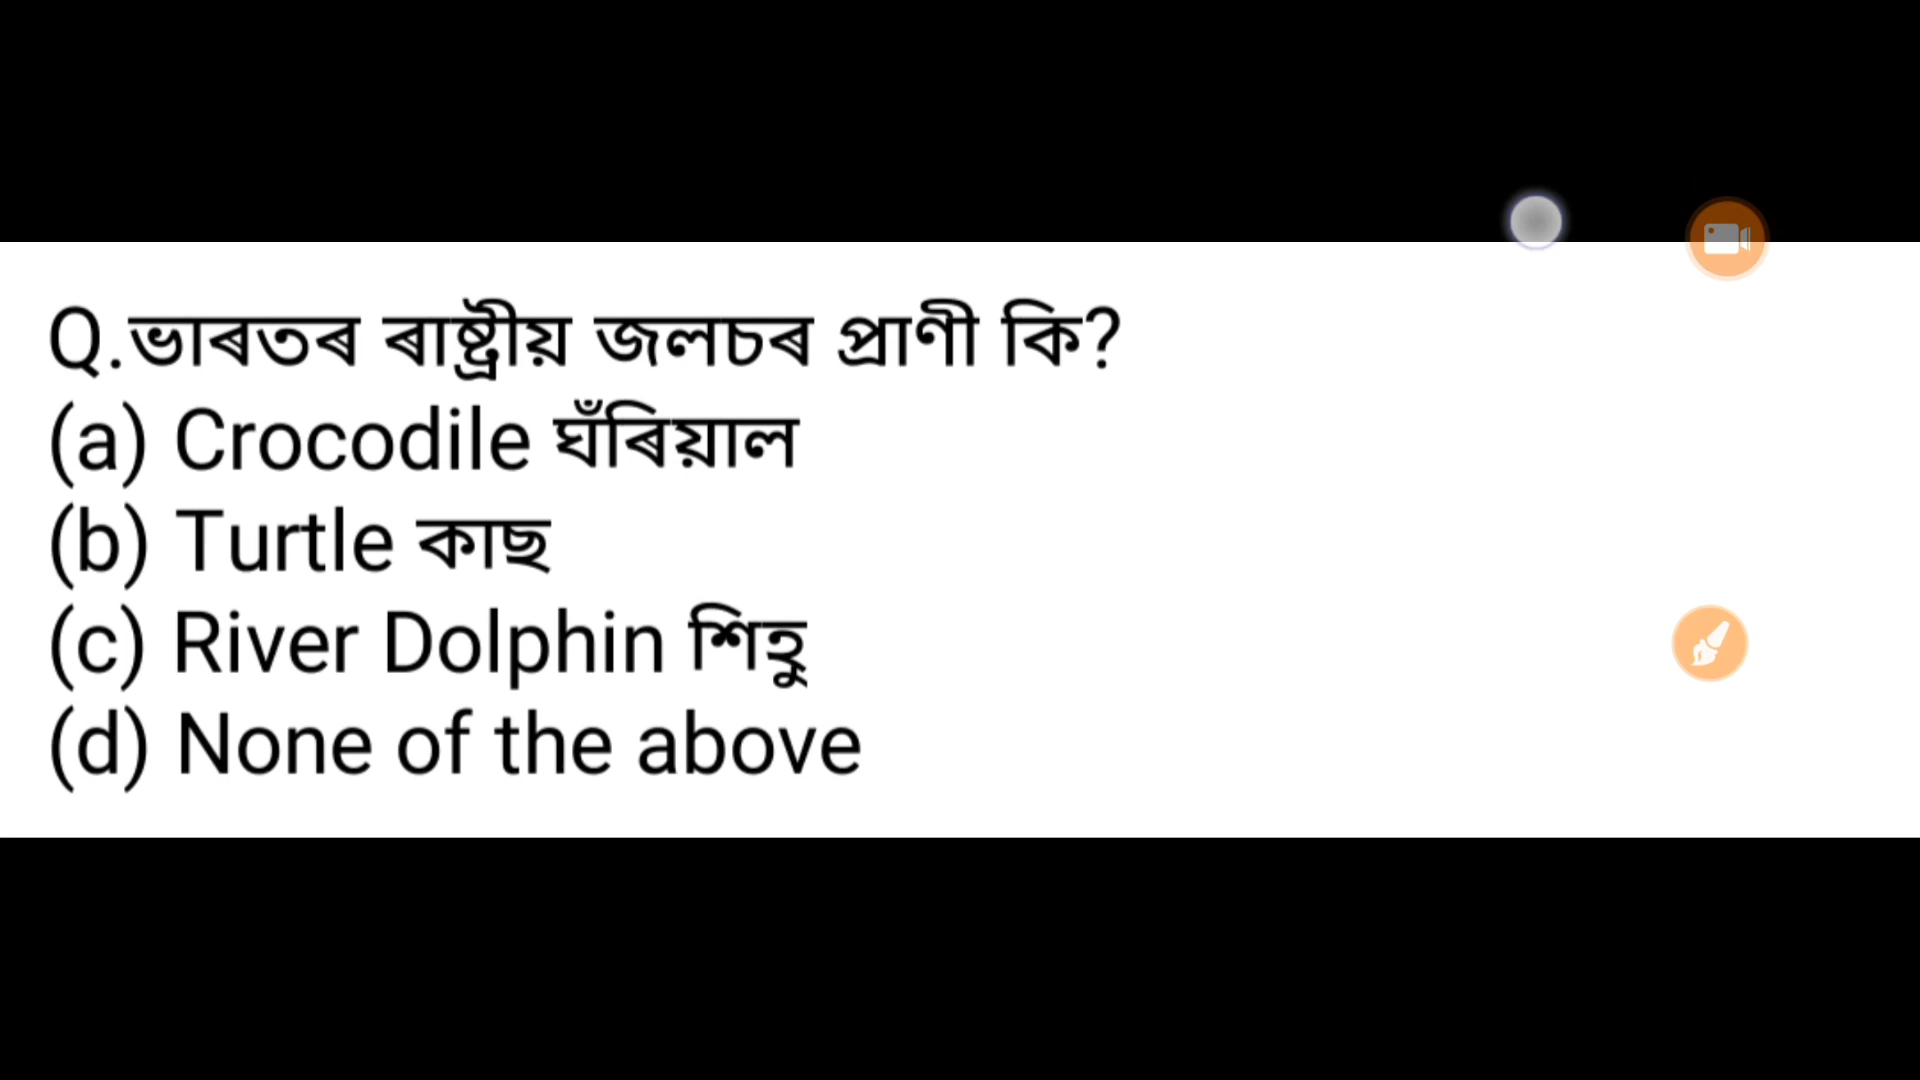 Q.ভাৰতৰ ৰাষ্ট্ৰীয় জলচৰ প্ৰাণী কি?
(a) Crocodile ঘঁৰিয়াল
(b) Turtle কাছ
(c) River Dolphin শিহু
(d) None of the above